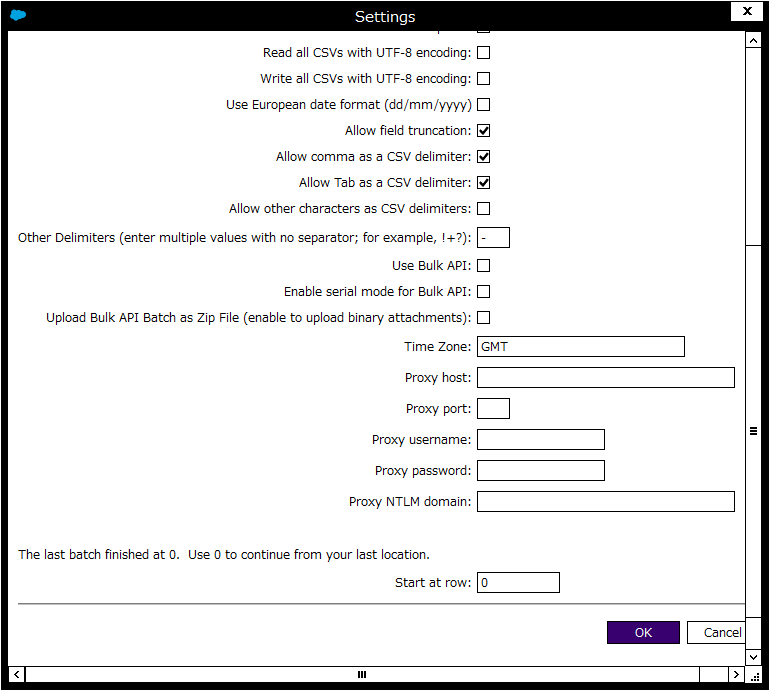 Settings
Read all CSVs with UTF-8 encoding:
Write all CSVs with UTF-8 encoding:
Use European date format (dd/mm/yyyy)
Allow field truncation:
Allow comma as a CSV delimiter:
Allow Tab as a CSV delimiter:
Allow other characters as CSV delimiters:
Other Delimiters (enter multiple values with no separator; for example, !+?): -
Use Bulk API:
Enable serial mode for Bulk API:
Upload Bulk API Batch as Zip File (enable to upload binary attachments):
Time Zone: GMT
Proxy host:
Proxy port:
Proxy username:
Proxy password:
Proxy NTLM domain:
The last batch finished at 0.  Use 0 to continue from your last location.
Start at row: 0
OK Cancel